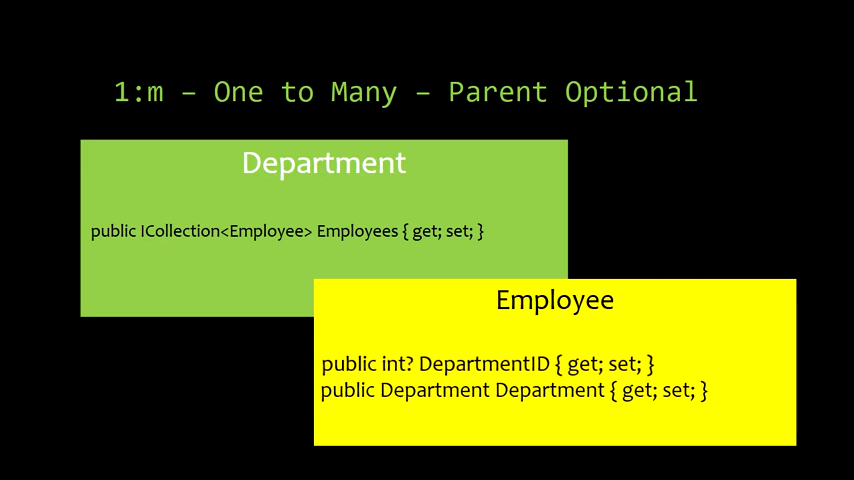 1:m – One to Many – Parent Optional
Department
public ICollection<Employee> Employees { get; set; }
Employee
public int? DepartmentID { get; set; }
public Department Department { get; set; }